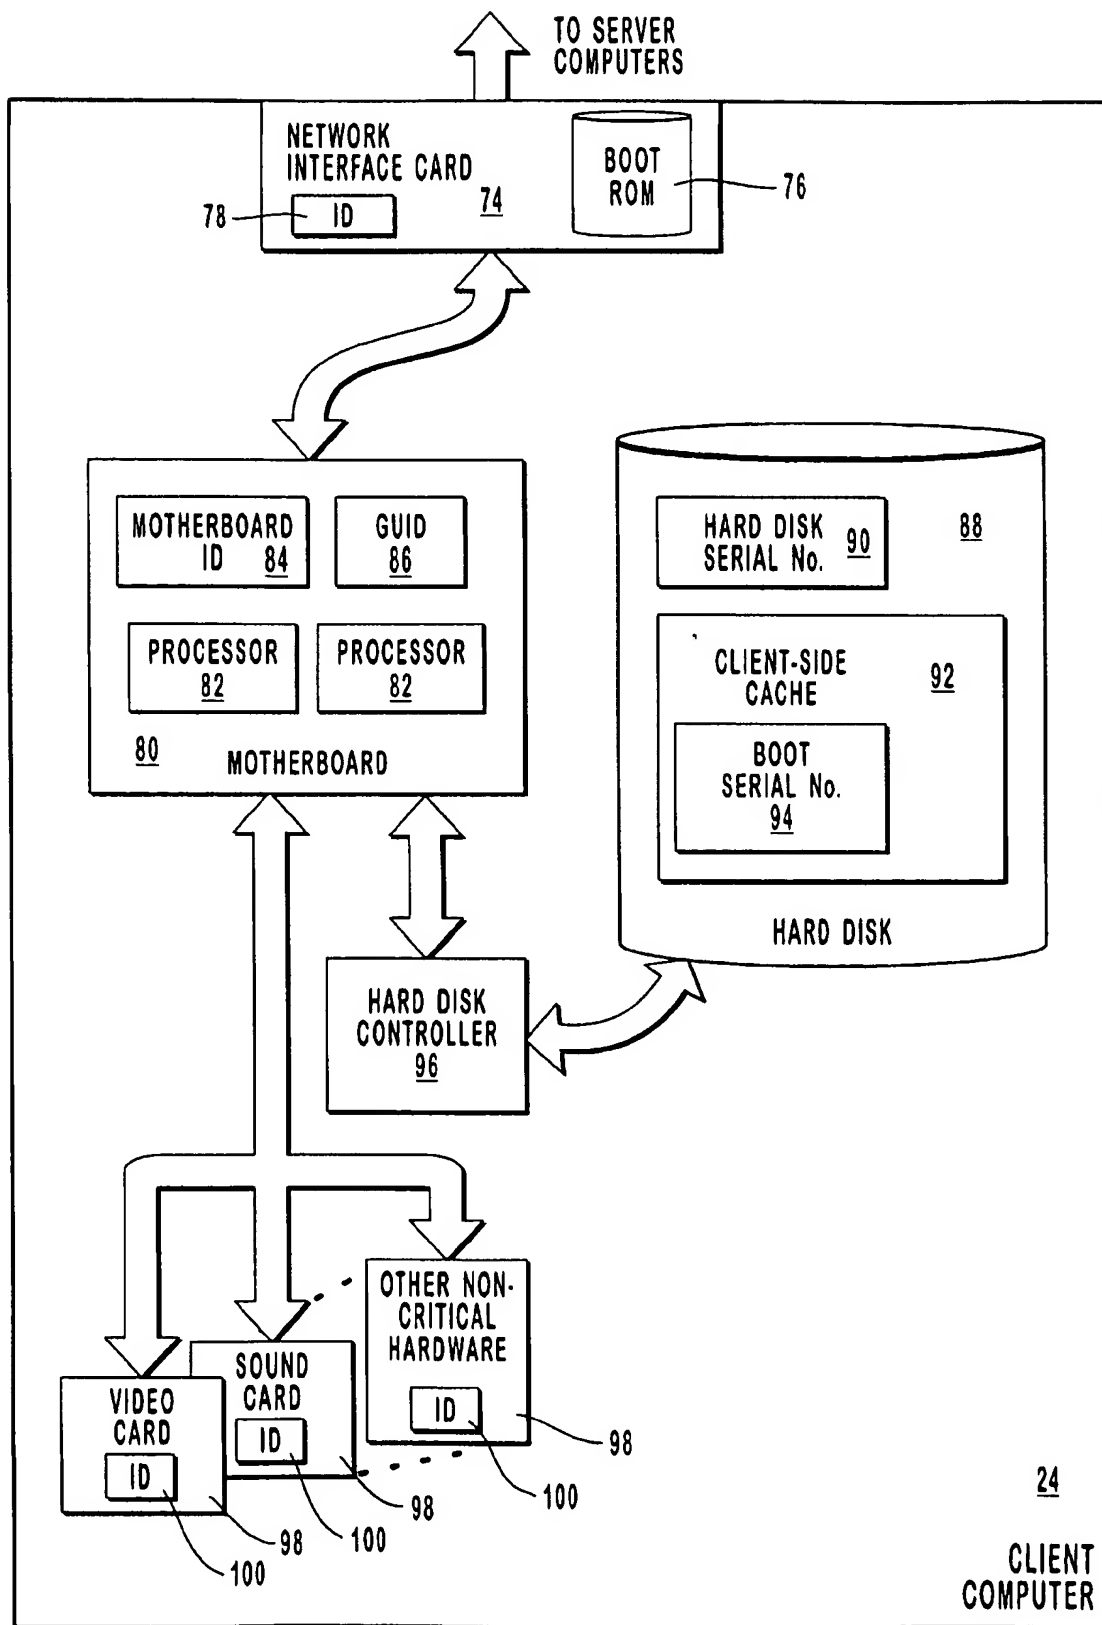 TO SERVER
COMPUTERS
NETWORK
INTERFACE CARD
74
78
ID
BOOT
ROM
76
MOTHERBOARD
ID 84
GUID
86
PROCESSOR
82
PROCESSOR
82
80
MOTHERBOARD
HARD DISK
SERIAL No.
90
88
CLIENT-SIDE
CACHE
92
BOOT
SERIAL No.
94
HARD DISK
HARD DISK
CONTROLLER
96
OTHER NON-
CRITICAL
HARDWARE
ID
98
100
SOUND
CARD
ID
98
100
VIDEO
CARD
ID
98
100
24
CLIENT
COMPUTER